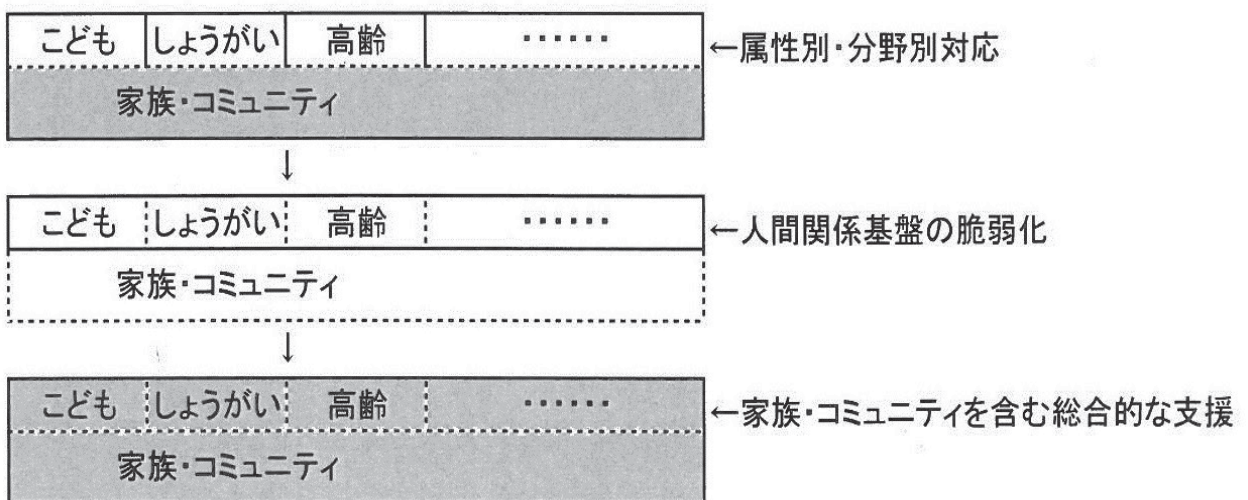 こども しょうがい 高齢 ・・・・・・ ←属性別・分野別対応
家族・コミュニティ
↓
こども しょうがい 高齢 ・・・・・・ ←人間関係基盤の脆弱化
家族・コミュニティ
↓
こども しょうがい 高齢 ・・・・・・ ←家族・コミュニティを含む総合的な支援
家族・コミュニティ